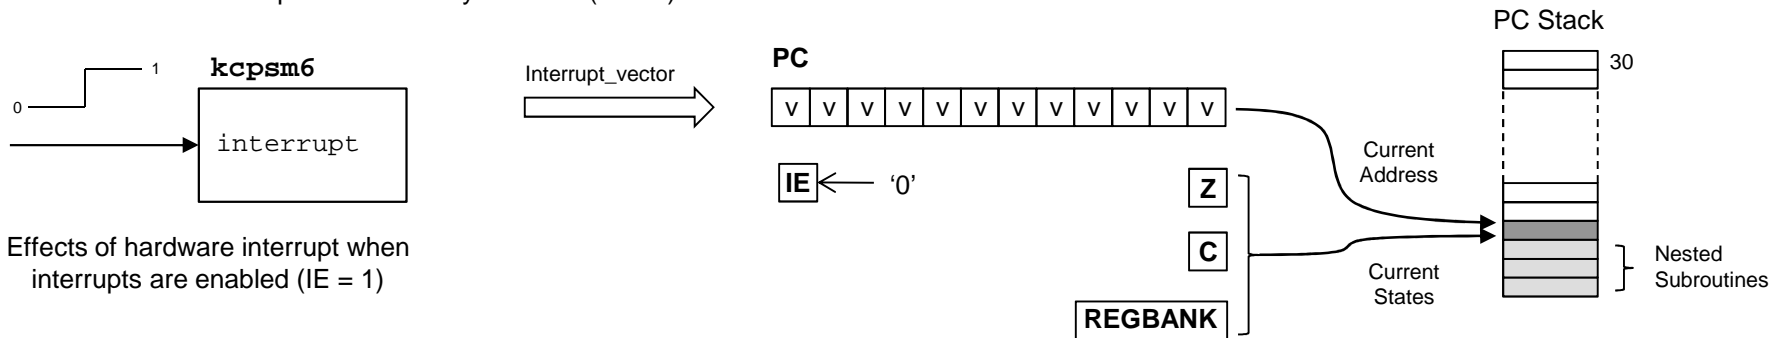 PC Stack
30
1
kcpsm6
0
interrupt
Interrupt_vector
PC
v v v v v v v v v v v v
IE
‘0’
Z
C
REGBANK
Current
Address
Current
States
Nested
Subroutines
Effects of hardware interrupt when
interrupts are enabled (IE = 1)